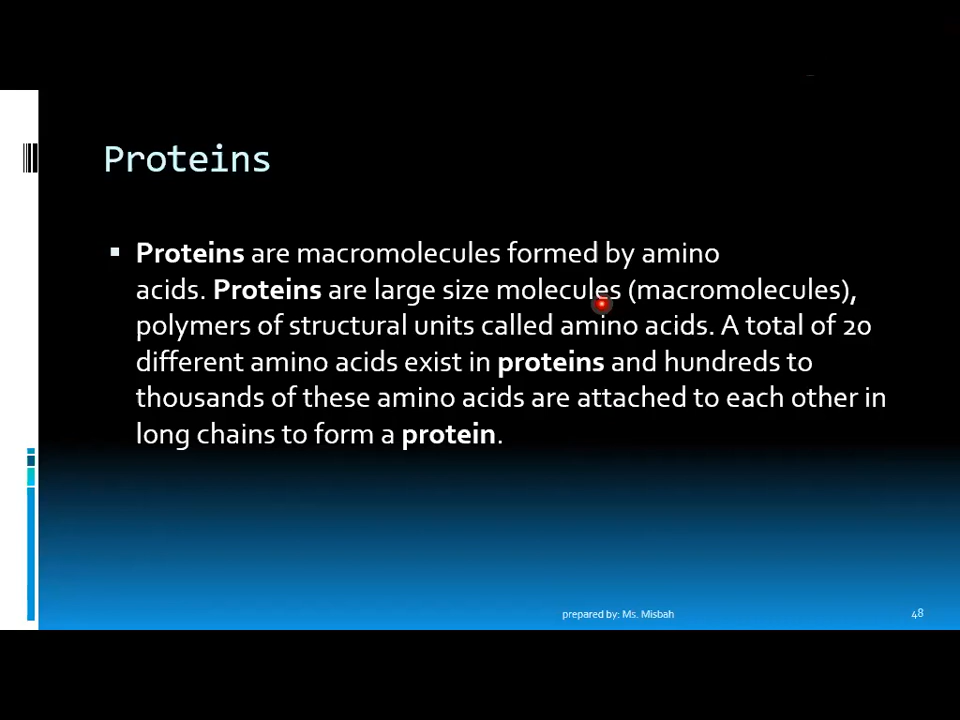 Proteins
Proteins are macromolecules formed by amino
acids. Proteins are large size molecules (macromolecules),
polymers of structural units called amino acids. A total of 20
different amino acids exist in proteins and hundreds to
thousands of these amino acids are attached to each other in
long chains to form a protein.
prepared by: Ms. Misbah
48